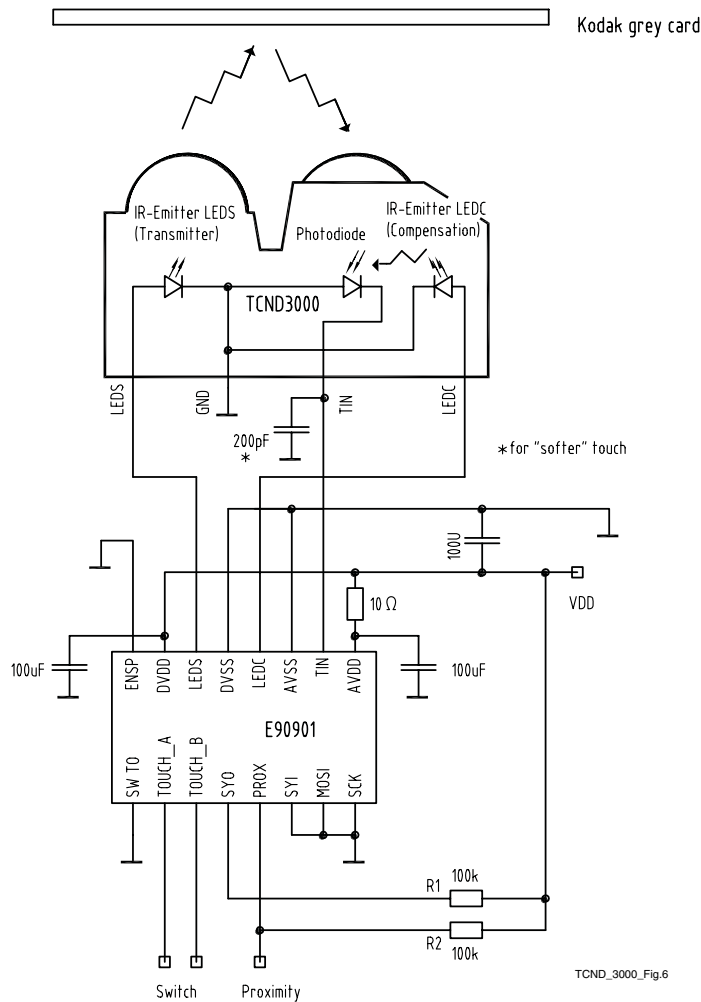 Kodak grey card
IR-Emitter LEDS
(Transmitter)
Photodiode
IR-Emitter LEDC
(Compensation)
TCND3000
LEDS
GND
TIN
LEDC
200pF
*
*for "softer" touch
100U
10 Ω
VDD
100uF
100uF
ENSP
DVDD
LEDS
DVSS
LEDC
AVSS
TIN
AVDD
E90901
SWTO
TOUCH_A
TOUCH_B
SYO
PROX
SYI
MOSI
SCK
R1
100k
R2
100k
Switch
Proximity
TCND_3000_Fig.6